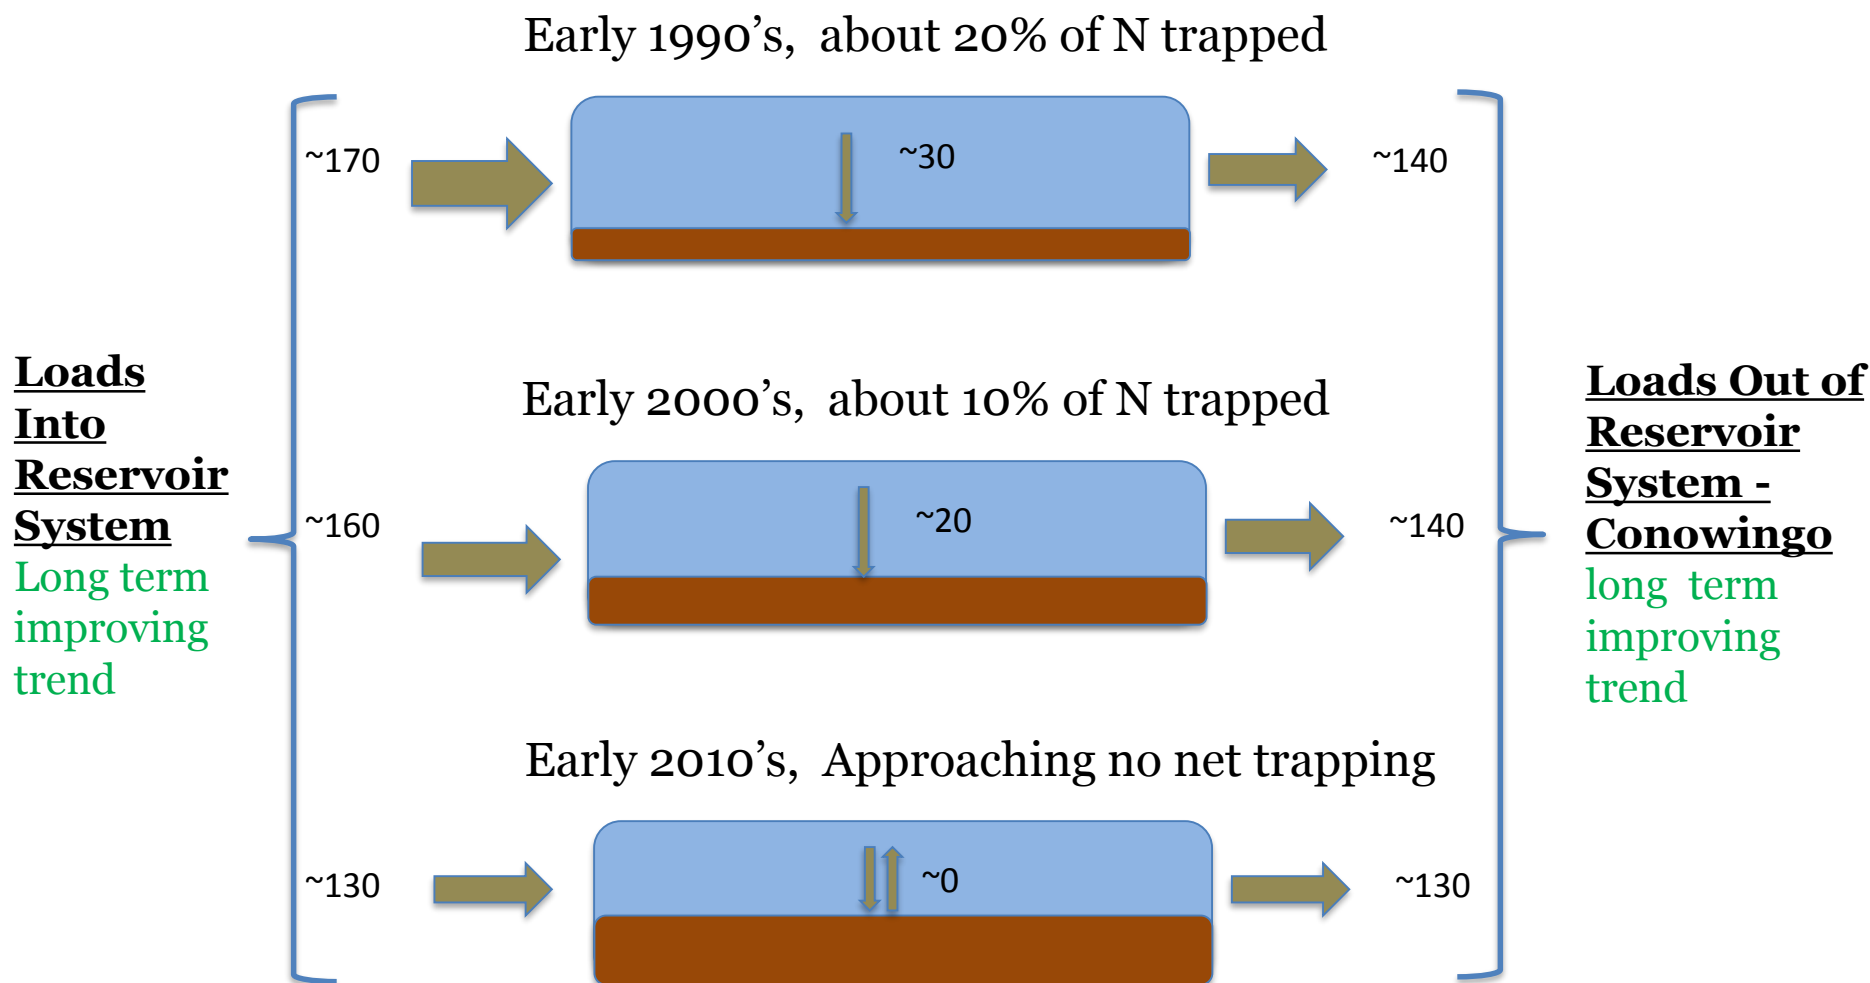 Early 1990’s,  about 20% of N trapped
~170
~30
~140
Loads
Into
Reservoir
System
Long term
improving
trend
Early 2000’s,  about 10% of N trapped
~160
~20
~140
Loads Out of
Reservoir
System -
Conowingo
long  term
improving
trend
Early 2010’s,  Approaching no net trapping
~130
~0
~130